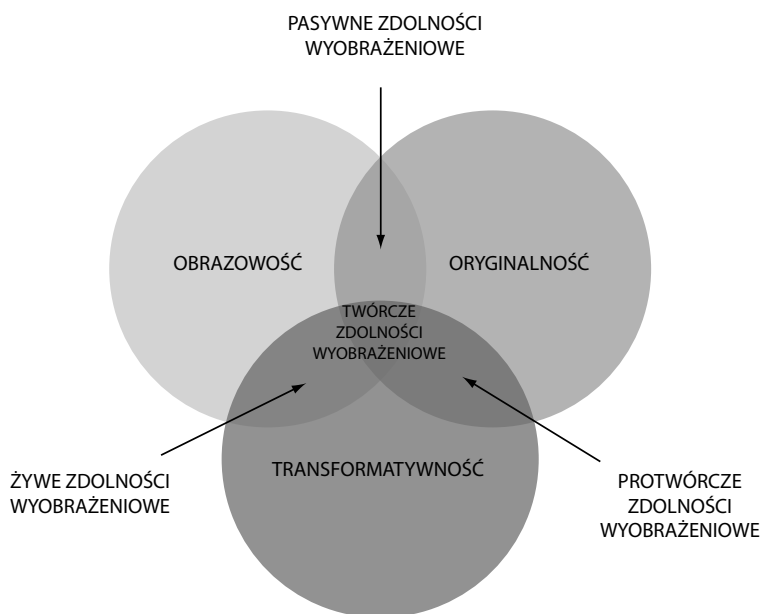 PASYWNE ZDOLNOŚCI
WYOBRAŻENIOWE
OBRAZOWOŚĆ
ORYGINALNOŚĆ
TWÓRCZE
ZDOLNOŚCI
WYOBRAŻENIOWE
TRANSFORMATYWNOŚĆ
ŻYWE ZDOLNOŚCI
WYOBRAŻENIOWE
PROTWÓRCZE
ZDOLNOŚCI
WYOBRAŻENIOWE